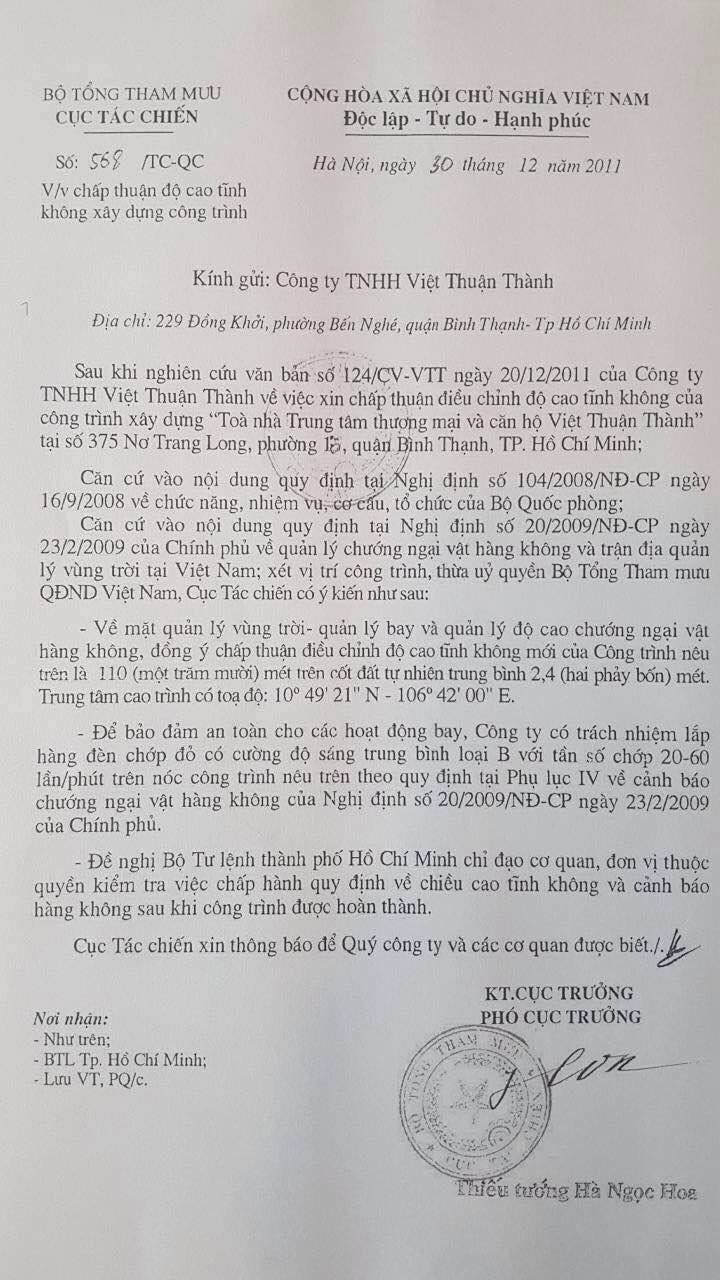 BỘ TỔNG THAM MƯU
CỤC TÁC CHIẾN
CỘNG HÒA XÃ HỘI CHỦ NGHĨA VIỆT NAM
Độc lập - Tự do - Hạnh phúc
Số: 568 /TC-QC
Hà Nội, ngày 30 tháng 12 năm 2011
V/v chấp thuận độ cao tĩnh
không xây dựng công trình
Kính gửi: Công ty TNHH Việt Thuận Thành
Địa chỉ: 229 Đồng Khởi, phường Bến Nghé, quận Bình Thạnh- Tp Hồ Chí Minh
Sau khi nghiên cứu văn bản số 124/CV-VTT ngày 20/12/2011 của Công ty
TNHH Việt Thuận Thành về việc xin chấp thuận điều chỉnh độ cao tĩnh không của
công trình xây dựng "Toà nhà Trung tâm thương mại và căn hộ Việt Thuận Thành"
tại số 375 Nơ Trang Long, phường 13, quận Bình Thạnh, TP. Hồ Chí Minh;
Căn cứ vào nội dung quy định tại Nghị định số 104/2008/NĐ-CP ngày
16/9/2008 về chức năng, nhiệm vụ, cơ cấu, tổ chức của Bộ Quốc phòng;
Căn cứ vào nội dung quy định tại Nghị định số 20/2009/NĐ-CP ngày
23/2/2009 của Chính phủ về quản lý chướng ngại vật hàng không và trận địa quản
lý vùng trời tại Việt Nam; xét vị trí công trình, thừa uỷ quyền Bộ Tổng Tham mưu
QĐND Việt Nam, Cục Tác chiến có ý kiến như sau:
- Về mặt quản lý vùng trời- quản lý bay và quản lý độ cao chướng ngại vật
hàng không, đồng ý chấp thuận điều chỉnh độ cao tĩnh không mới của Công trình nêu
trên là 110 (một trăm mười) mét trên cốt đất tự nhiên trung bình 2,4 (hai phảy bốn) mét.
Trung tâm cao trình có toạ độ: 10º 49' 21" N - 106º 42' 00" E.
- Để bảo đảm an toàn cho các hoạt động bay, Công ty có trách nhiệm lắp
hàng đèn chớp đỏ có cường độ sáng trung bình loại B với tần số chớp 20-60
lần/phút trên nóc công trình nêu trên theo quy định tại Phụ lục IV về cảnh báo
chướng ngại vật hàng không của Nghị định số 20/2009/NĐ-CP ngày 23/2/2009
của Chính phủ.
- Đề nghị Bộ Tư lệnh thành phố Hồ Chí Minh chỉ đạo cơ quan, đơn vị thuộc
quyền kiểm tra việc chấp hành quy định về chiều cao tĩnh không và cảnh báo
hàng không sau khi công trình được hoàn thành.
Cục Tác chiến xin thông báo để Quý công ty và các cơ quan được biết./.
KT.CỤC TRƯỞNG
PHÓ CỤC TRƯỞNG
Nơi nhận:
- Như trên;
- BTL Tp. Hồ Chí Minh;
- Lưu VT, PQ/c.
BỘ TỔNG THAM MƯU
CỤC TÁC CHIẾN
Thiếu tướng Hà Ngọc Hoa